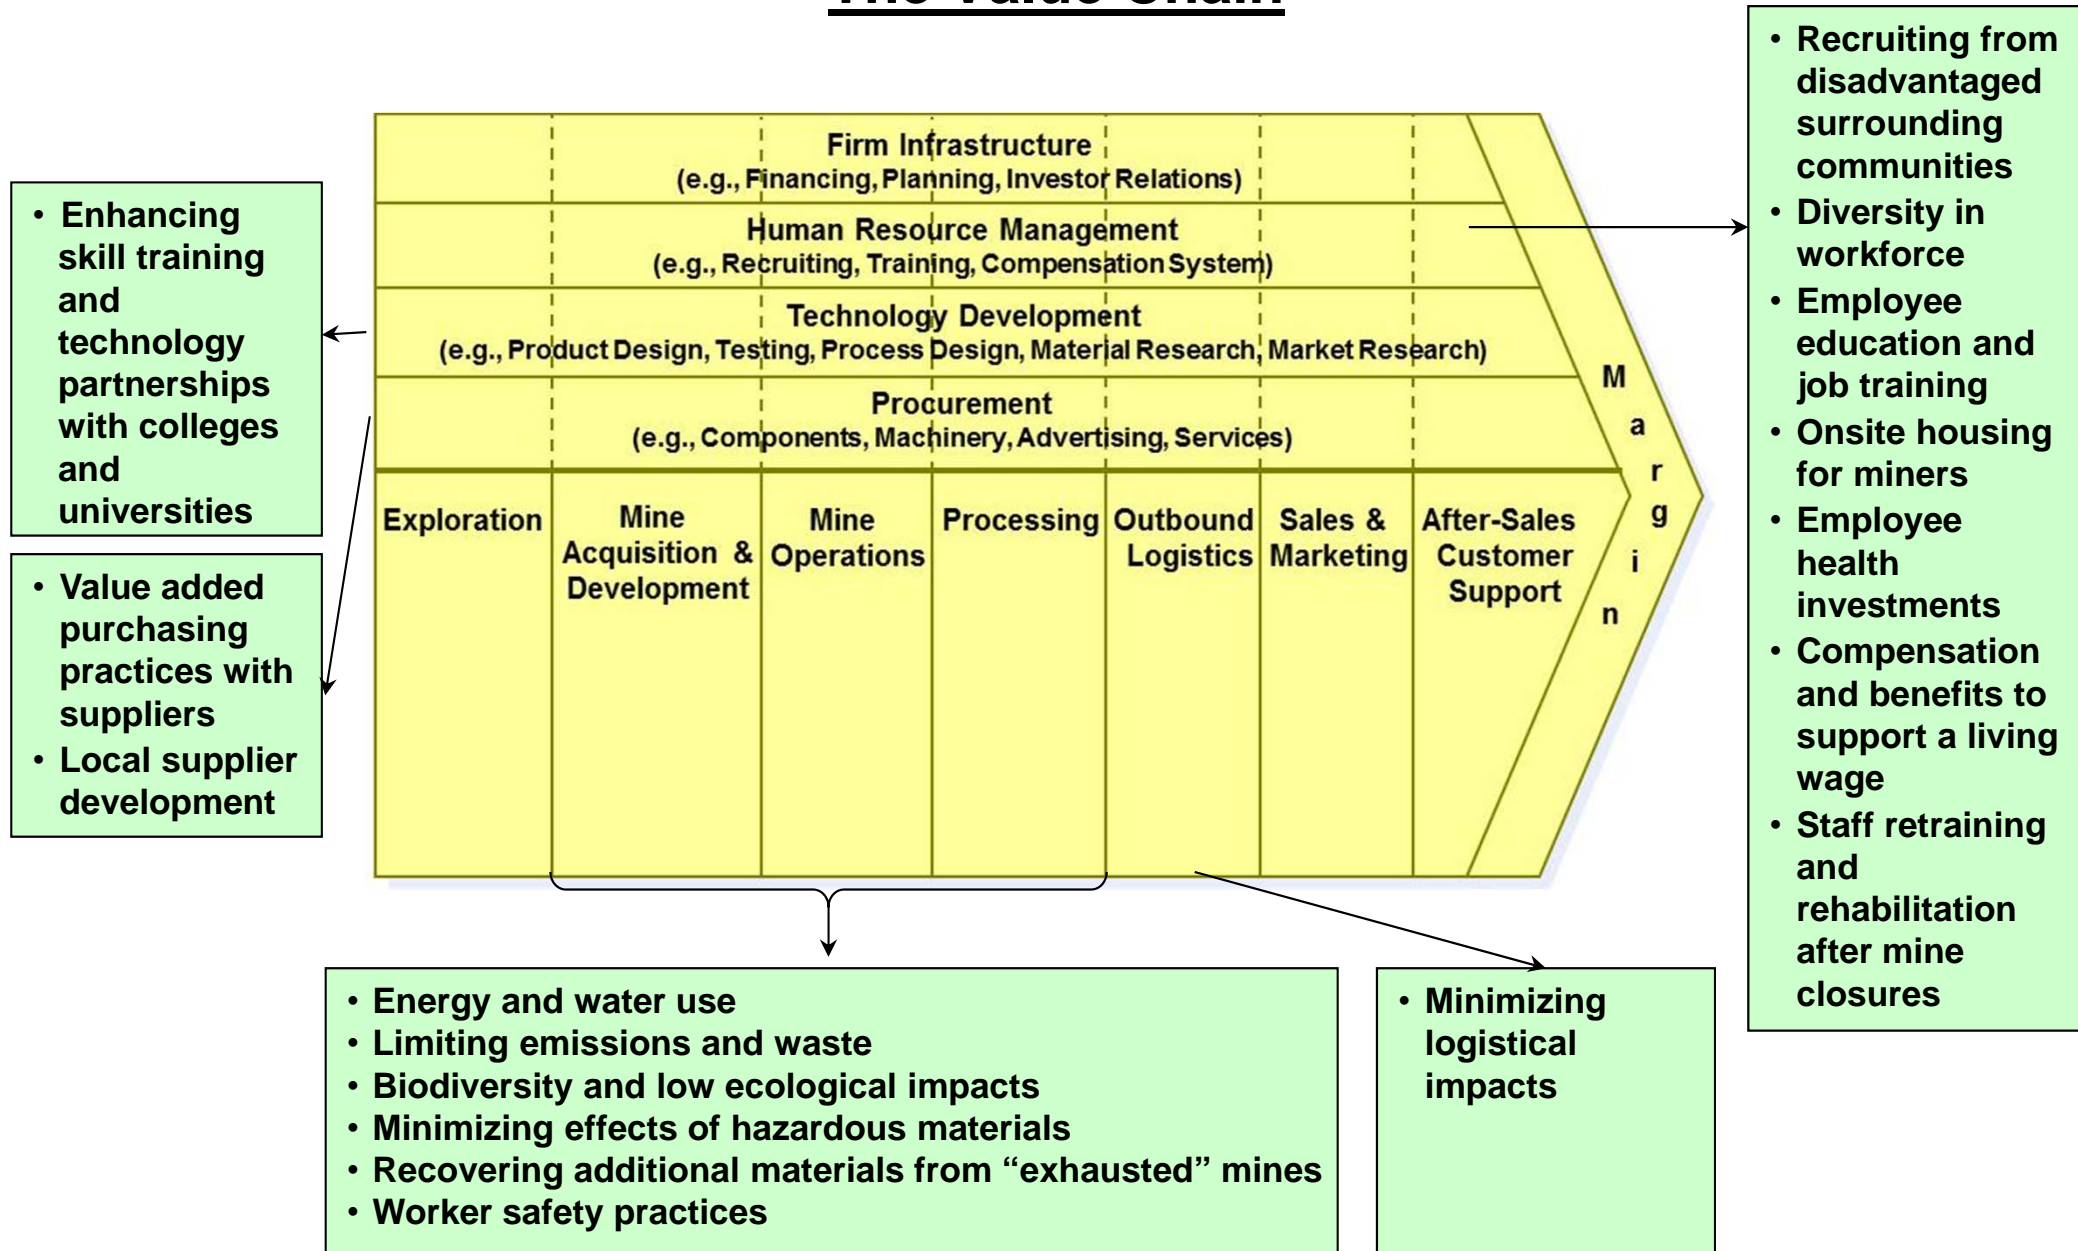 The Value Chain
• Recruiting from
disadvantaged
surrounding
communities
• Diversity in
workforce
• Employee
education and
job training
• Onsite housing
for miners
• Employee
health
investments
• Compensation
and benefits to
support a living
wage
• Staff retraining
and
rehabilitation
after mine
closures
• Enhancing
skill training
and
technology
partnerships
with colleges
and
universities
• Value added
purchasing
practices with
suppliers
• Local supplier
development
Firm Infrastructure
(e.g., Financing, Planning, Investor Relations)
Human Resource Management
(e.g., Recruiting, Training, Compensation System)
Technology Development
(e.g., Product Design, Testing, Process Design, Material Research, Market Research)
Procurement
(e.g., Components, Machinery, Advertising, Services)
Margin
Exploration
Mine
Acquisition &
Development
Mine
Operations
Processing
Outbound
Logistics
Sales &
Marketing
After-Sales
Customer
Support
• Energy and water use
• Limiting emissions and waste
• Biodiversity and low ecological impacts
• Minimizing effects of hazardous materials
• Recovering additional materials from “exhausted” mines
• Worker safety practices
• Minimizing
logistical
impacts